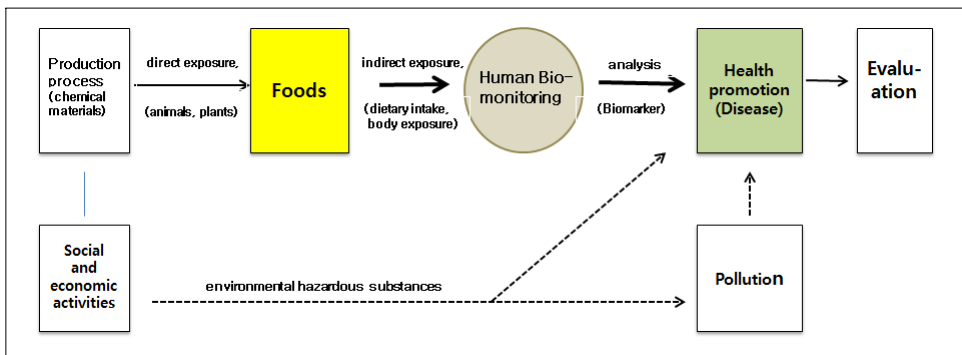 Production
process
(chemical
materials)
direct exposure,
(animals, plants)
Foods
indirect exposure,
(dietary intake,
body exposure)
Human Bio-
monitoring
analysis
(Biomarker)
Health
promotion
(Disease)
Evalu-
ation
Social
and
economic
activities
environmental hazardous substances
Pollution